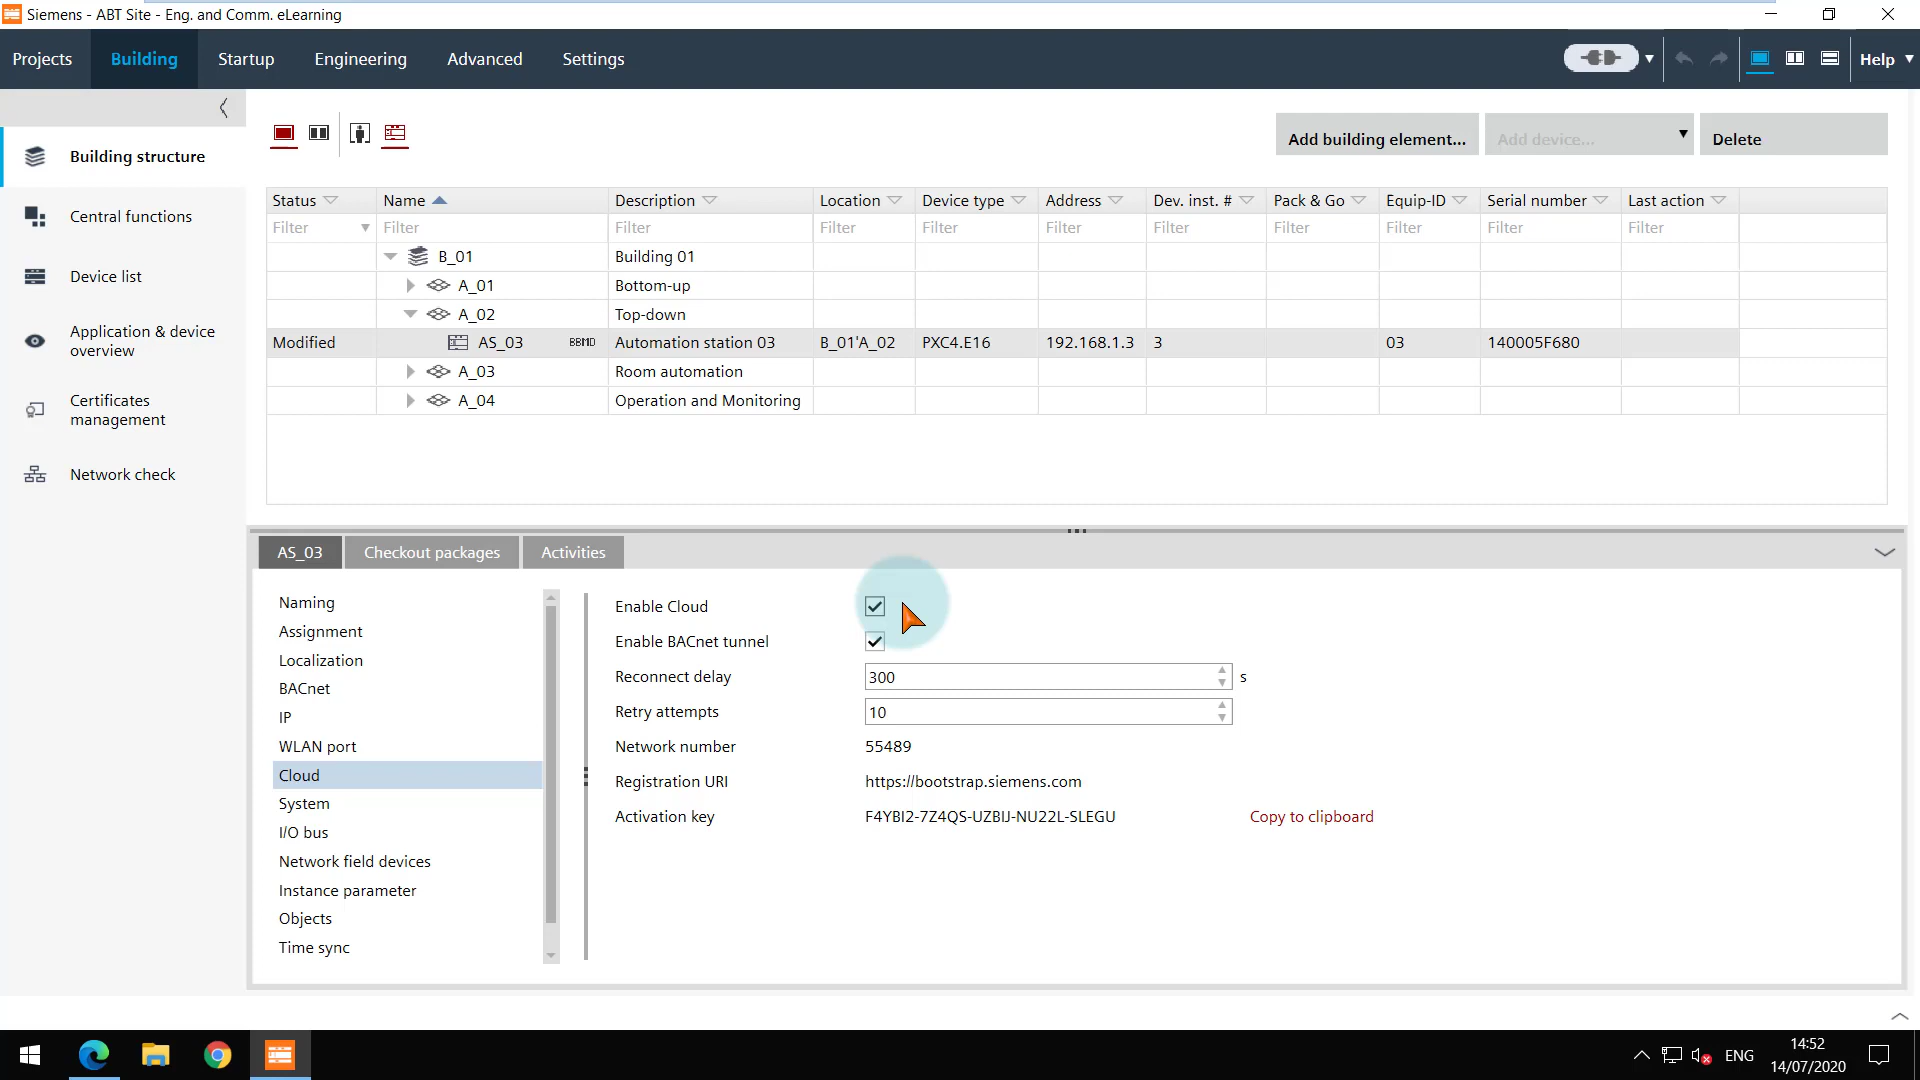 Siemens - ABT Site - Eng. and Comm. eLearning
Projects Building Startup Engineering Advanced Settings Help
Building structure
Central functions
Device list
Application & device
overview
Certificates
management
Network check
Add building element... Add device... Delete
Status Name Description Location Device type Address Dev. inst. # Pack & Go Equip-ID Serial number Last action
Filter Filter Filter Filter Filter Filter Filter Filter Filter Filter Filter
B_01 Building 01
A_01 Bottom-up
A_02 Top-down
Modified AS_03 BBMD Automation station 03 B_01'A_02 PXC4.E16 192.168.1.3 3 03 140005F680
A_03 Room automation
A_04 Operation and Monitoring
AS_03 Checkout packages Activities
Naming
Assignment
Localization
BACnet
IP
WLAN port
Cloud
System
I/O bus
Network field devices
Instance parameter
Objects
Time sync
Enable Cloud
Enable BACnet tunnel
Reconnect delay 300 s
Retry attempts 10
Network number 55489
Registration URI https://bootstrap.siemens.com
Activation key F4YBI2-7Z4QS-UZBIJ-NU22L-SLEGU Copy to clipboard
ENG
14:52
14/07/2020